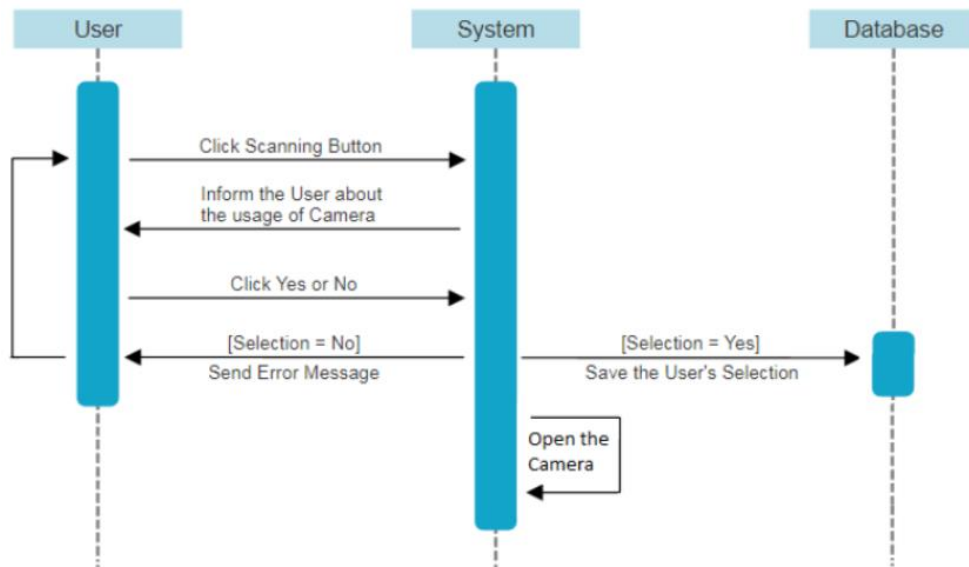 User
System
Database
Click Scanning Button
Inform the User about
the usage of Camera
Click Yes or No
[Selection = No]
Send Error Message
[Selection = Yes]
Save the User's Selection
Open the
Camera